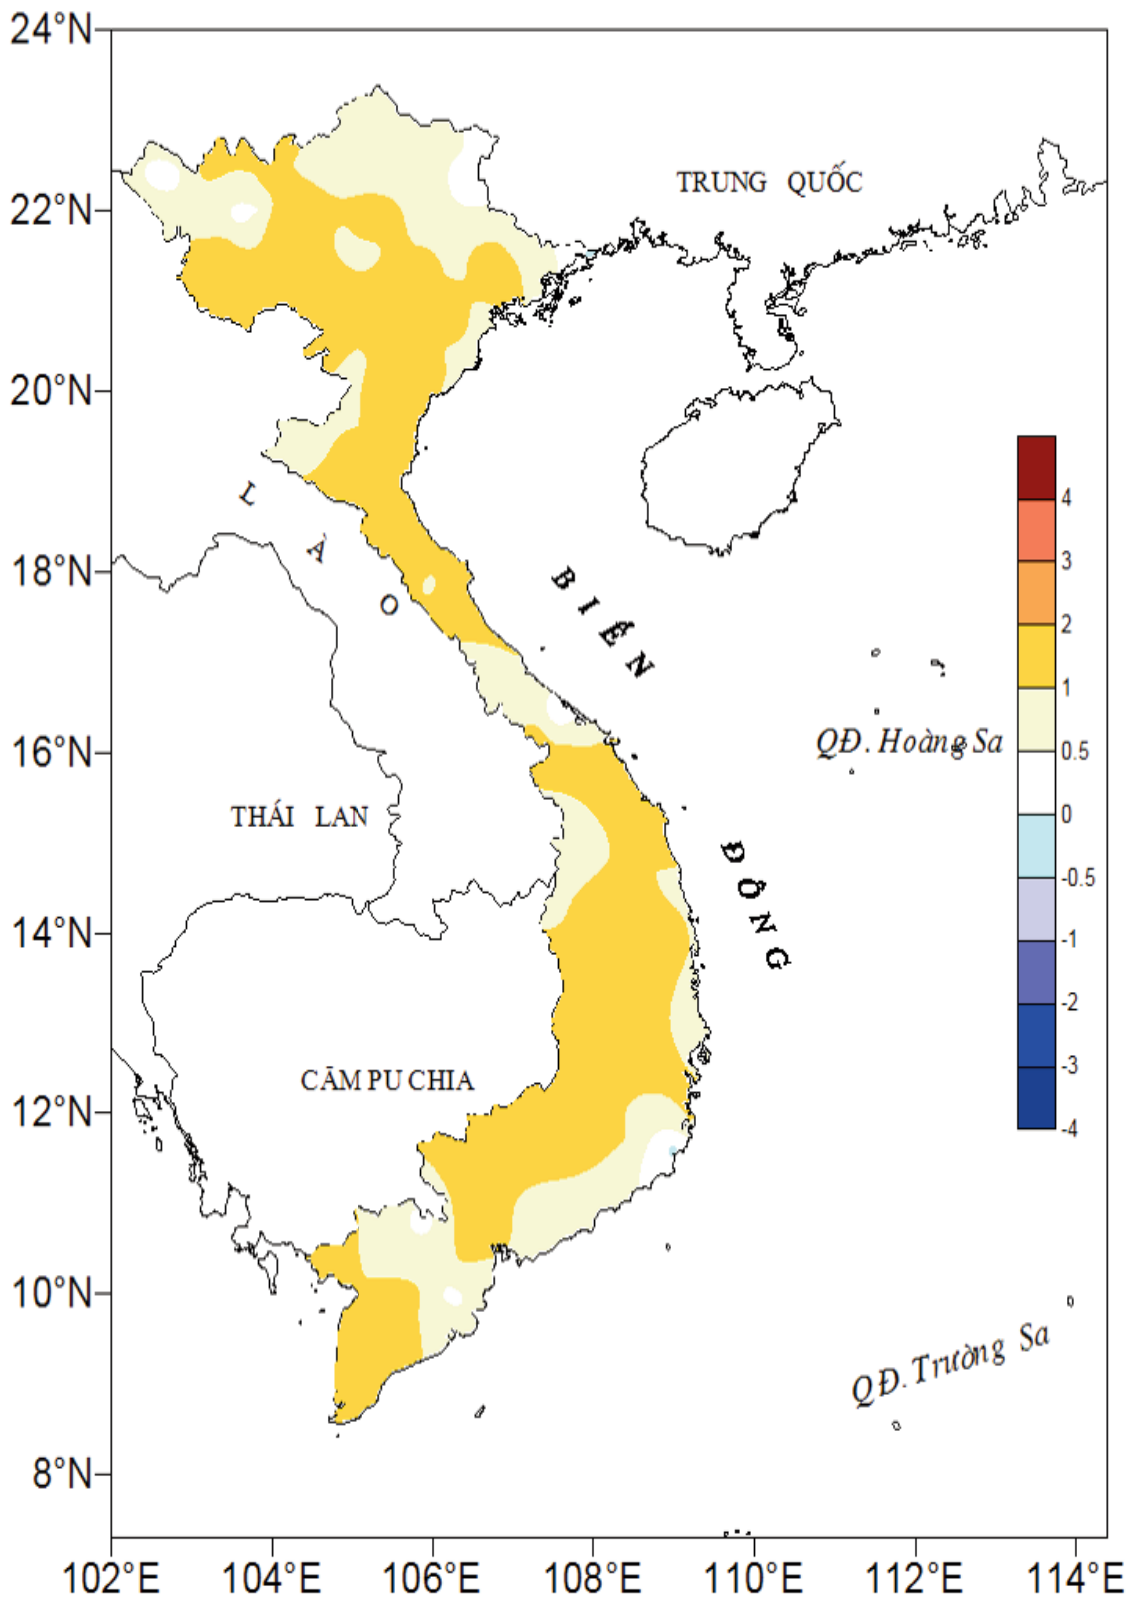 24°N
22°N
20°N
18°N
16°N
14°N
12°N
10°N
8°N
102°E 104°E 106°E 108°E 110°E 112°E 114°E
TRUNG QUỐC
L À O
BIỂN ĐÔNG
THÁI LAN
CĂM PU CHIA
QĐ. Hoàng Sa
QĐ. Trường Sa
4
3
2
1
0.5
0
-0.5
-1
-2
-3
-4